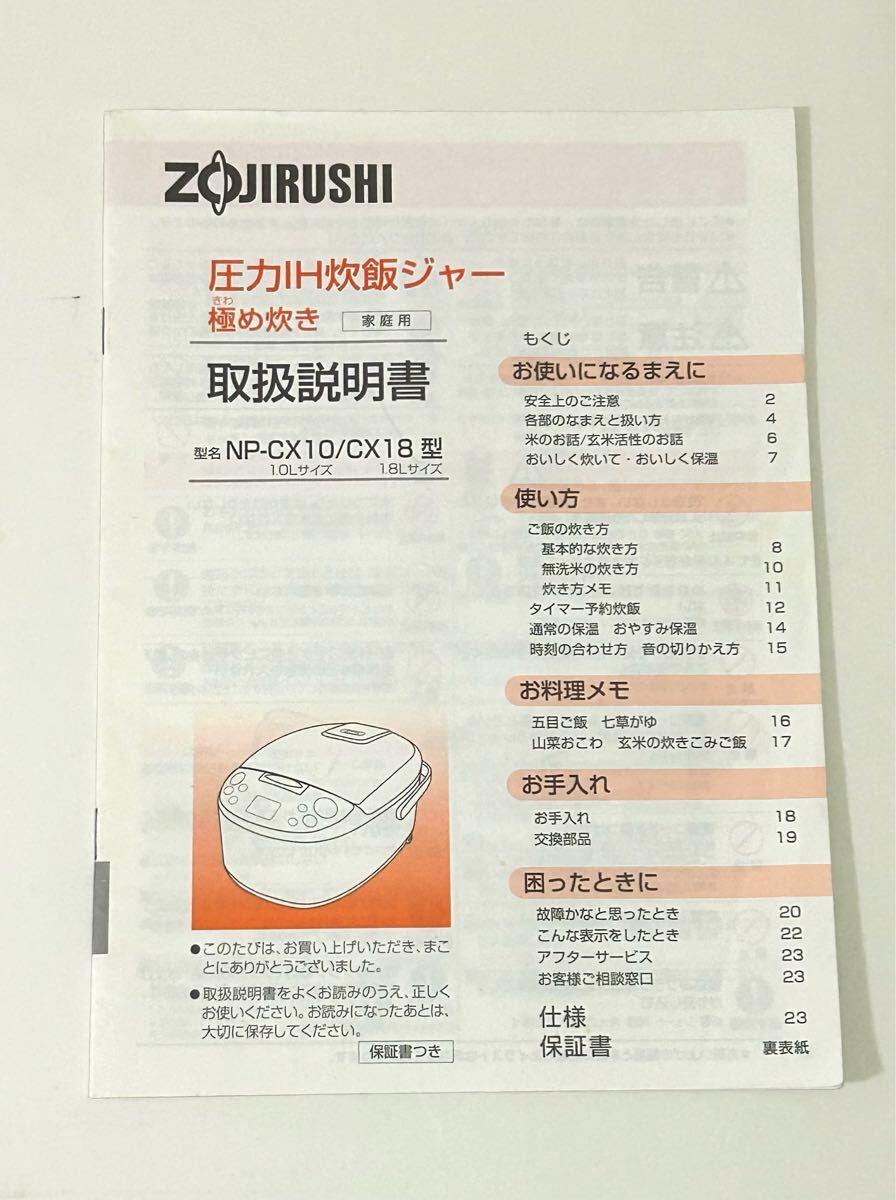 ZOJIRUSHI
圧力IH炊飯ジャー
きわ
極め炊き 家庭用
取扱説明書
型名 NP-CX10/CX18 型
1.0Lサイズ 1.8Lサイズ
●このたびは、お買い上げいただき、まこ
とにありがとうございました。
●取扱説明書をよくお読みのうえ、正しく
お使いください。お読みになったあとは、
大切に保存してください。
保証書つき
もくじ
お使いになるまえに
安全上のご注意 2
各部のなまえと扱い方 4
米のお話/玄米活性のお話 6
おいしく炊いて・おいしく保温 7
使い方
ご飯の炊き方
基本的な炊き方 8
無洗米の炊き方 10
炊き方メモ 11
タイマー予約炊飯 12
通常の保温 おやすみ保温 14
時刻の合わせ方 音の切りかえ方 15
お料理メモ
五目ご飯 七草がゆ 16
山菜おこわ 玄米の炊きこみご飯 17
お手入れ
お手入れ 18
交換部品 19
困ったときに
故障かなと思ったとき 20
こんな表示をしたとき 22
アフターサービス 23
お客様ご相談窓口 23
仕様 23
保証書 裏表紙